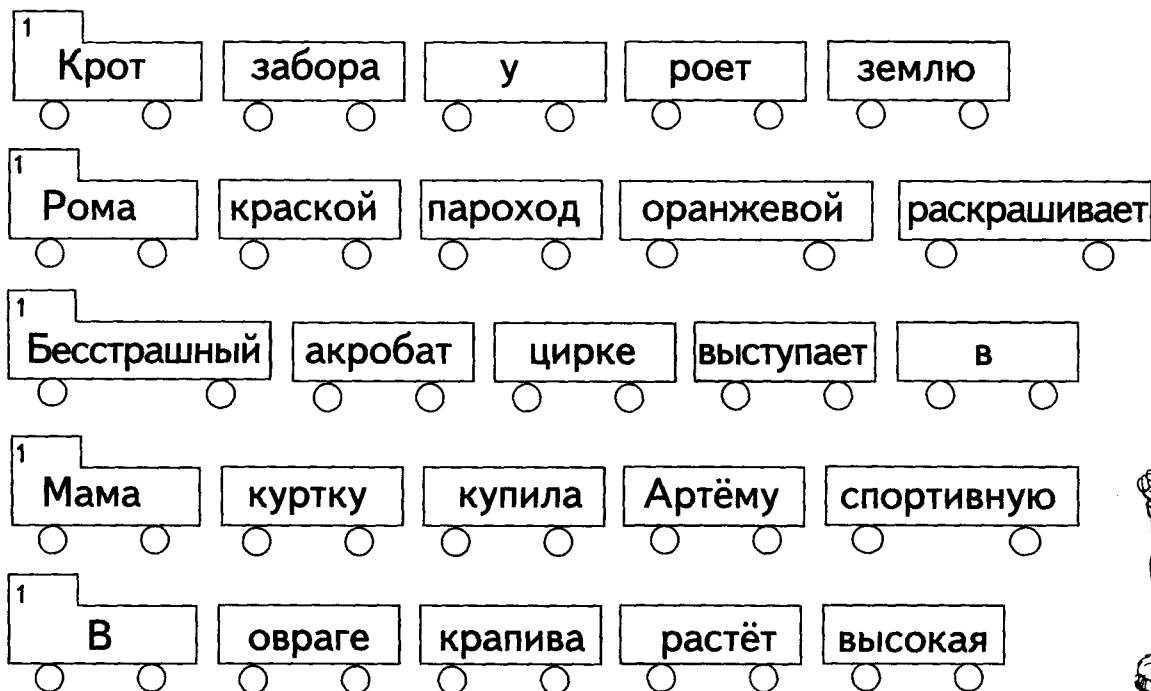 1
Крот забора у роет землю
1
Рома краской пароход оранжевой раскрашивает
1
Бесстрашный акробат цирке выступает в
1
Мама куртку купила Артёму спортивную
1
В овраге крапива растёт высокая